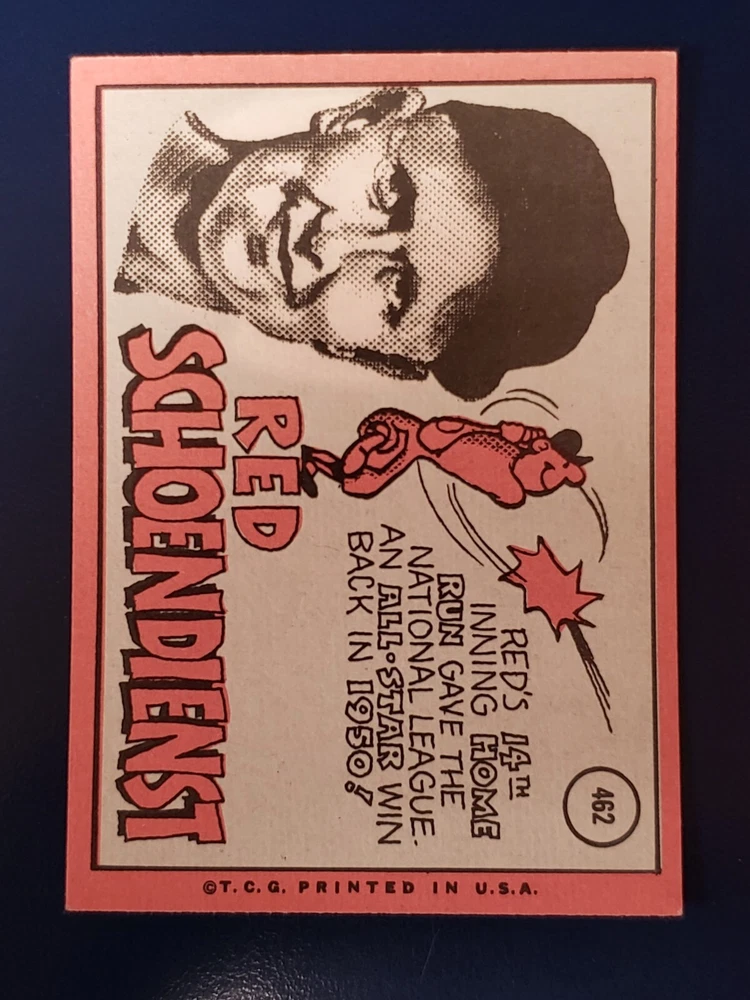 462
RED'S 14TH
INNING HOME
RUN GAVE THE
NATIONAL LEAGUE
AN ALL-STAR WIN
BACK IN 1950!
RED
SCHOENDIENST
©T.C.G. PRINTED IN U.S.A.